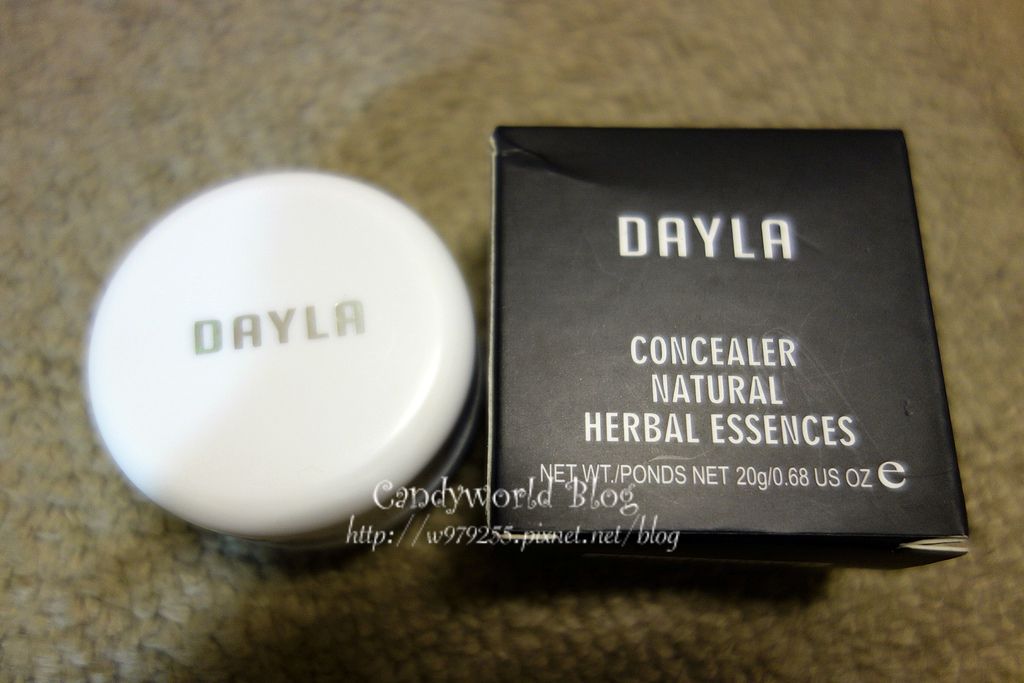 DAYLA
DAYLA
CONCEALER
NATURAL
HERBAL ESSENCES
NET WT./PONDS NET 20g/0.68 US OZ e
Candyworld Blog
http://w979255.pixnet.net/blog